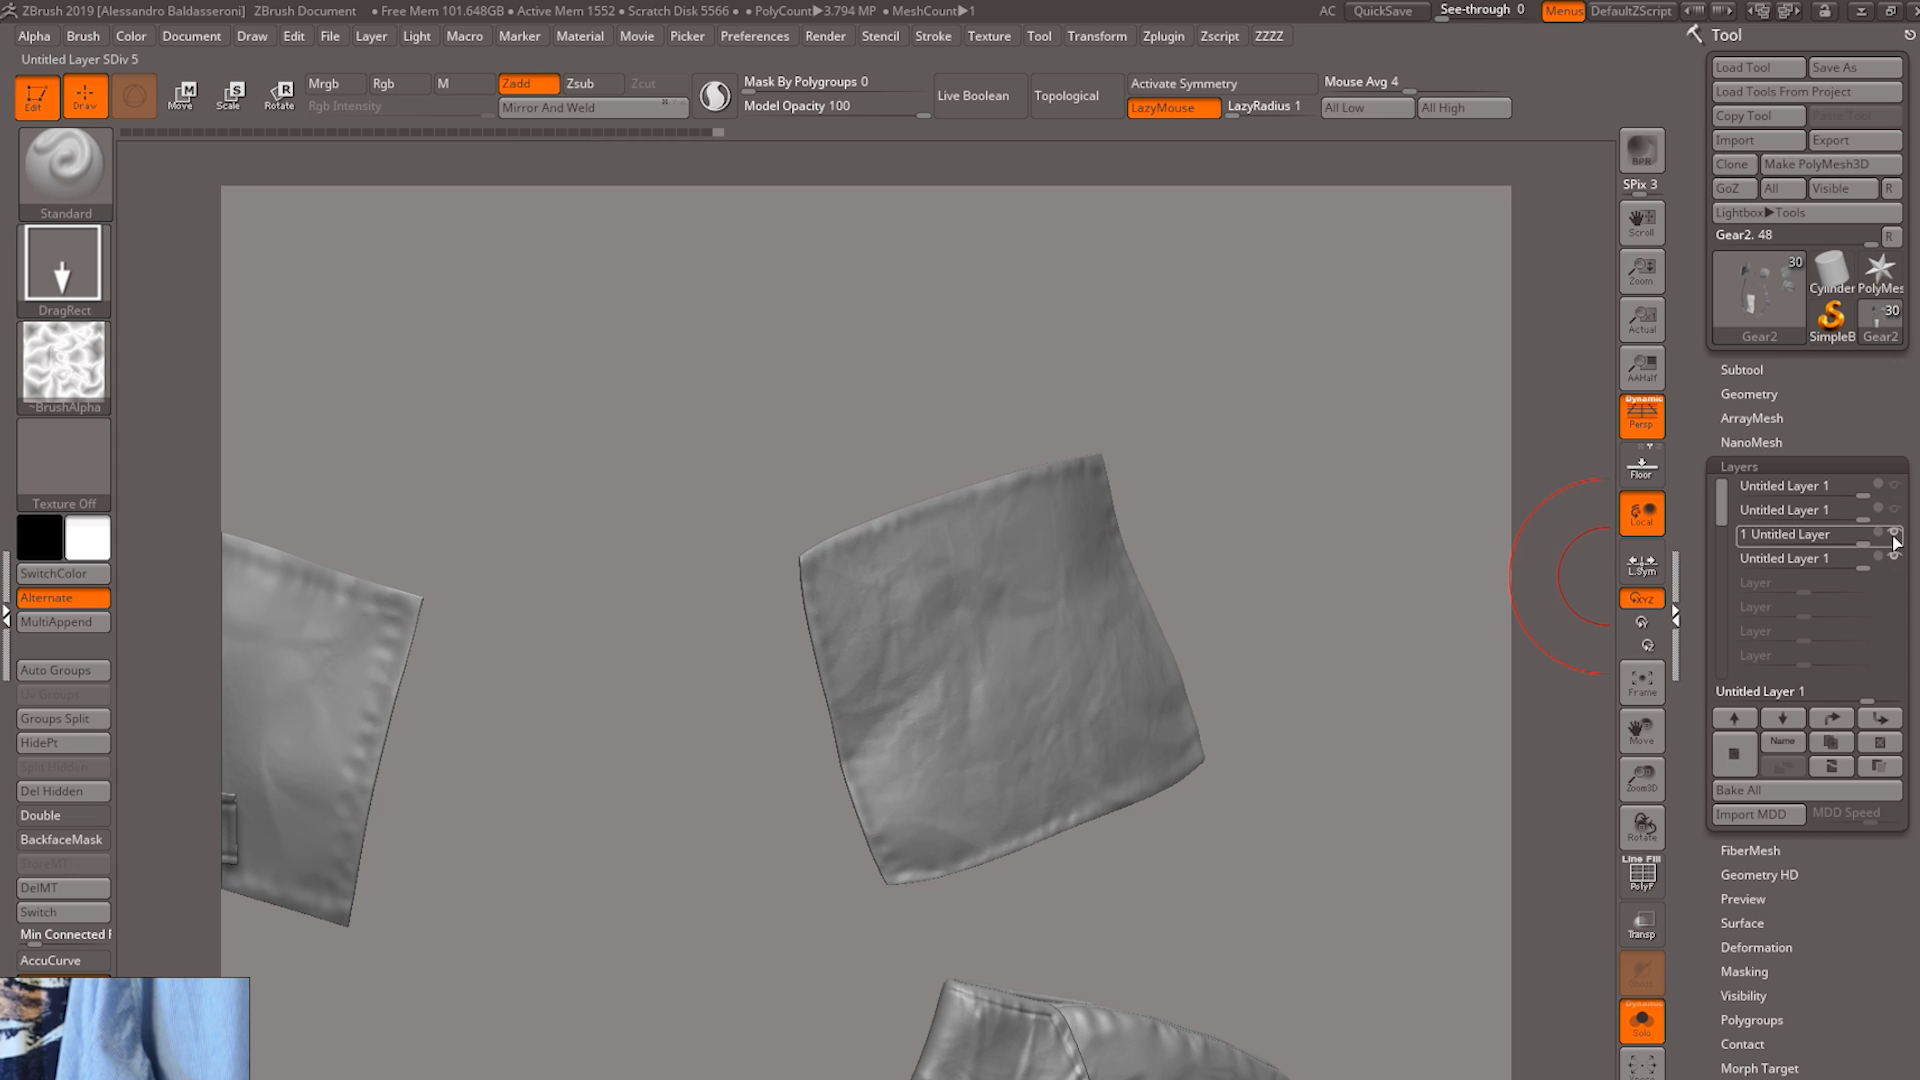 ZBrush 2019 [Alessandro Baldasseroni] ZBrush Document • Free Mem 101.648GB • Active Mem 1552 • Scratch Disk 5566 • • PolyCount▶3.794 MP • MeshCount▶1 AC QuickSave See-through 0 Menus DefaultZScript
Alpha Brush Color Document Draw Edit File Layer Light Macro Marker Material Movie Picker Preferences Render Stencil Stroke Texture Tool Transform Zplugin Zscript ZZZZ
Untitled Layer SDiv 5
Edit Draw Move Scale Rotate
Mrgb Rgb M Zadd Zsub Zcut
Rgb Intensity Mirror And Weld
Mask By Polygroups 0
Model Opacity 100
Live Boolean Topological
Activate Symmetry Mouse Avg 4
LazyMouse LazyRadius 1 All Low All High
Standard
DragRect
~BrushAlpha
Texture Off
SwitchColor
Alternate
MultiAppend
Auto Groups
Uv Groups
Groups Split
HidePt
Split Hidden
Del Hidden
Double
BackfaceMask
StoreMT
DelMT
Switch
Min Connected
AccuCurve
BPR
SPix 3
Scroll
Zoom
Actual
AAHalf
Dynamic
Persp
Floor
Local
L.Sym
XYZ
Frame
Move
Zoom3D
Rotate
Line Fill
PolyF
Transp
Dynamic
Solo
Tool
Load Tool Save As
Load Tools From Project
Copy Tool Paste Tool
Import Export
Clone Make PolyMesh3D
GoZ All Visible R
Lightbox▶Tools
Gear2. 48 R
30
Cylinder PolyMes
30
Gear2 SimpleB Gear2
Subtool
Geometry
ArrayMesh
NanoMesh
Layers
Untitled Layer 1
Untitled Layer 1
1 Untitled Layer
Untitled Layer 1
Layer
Layer
Layer
Layer
Untitled Layer 1
Name
Bake All
Import MDD MDD Speed
FiberMesh
Geometry HD
Preview
Surface
Deformation
Masking
Visibility
Polygroups
Contact
Morph Target